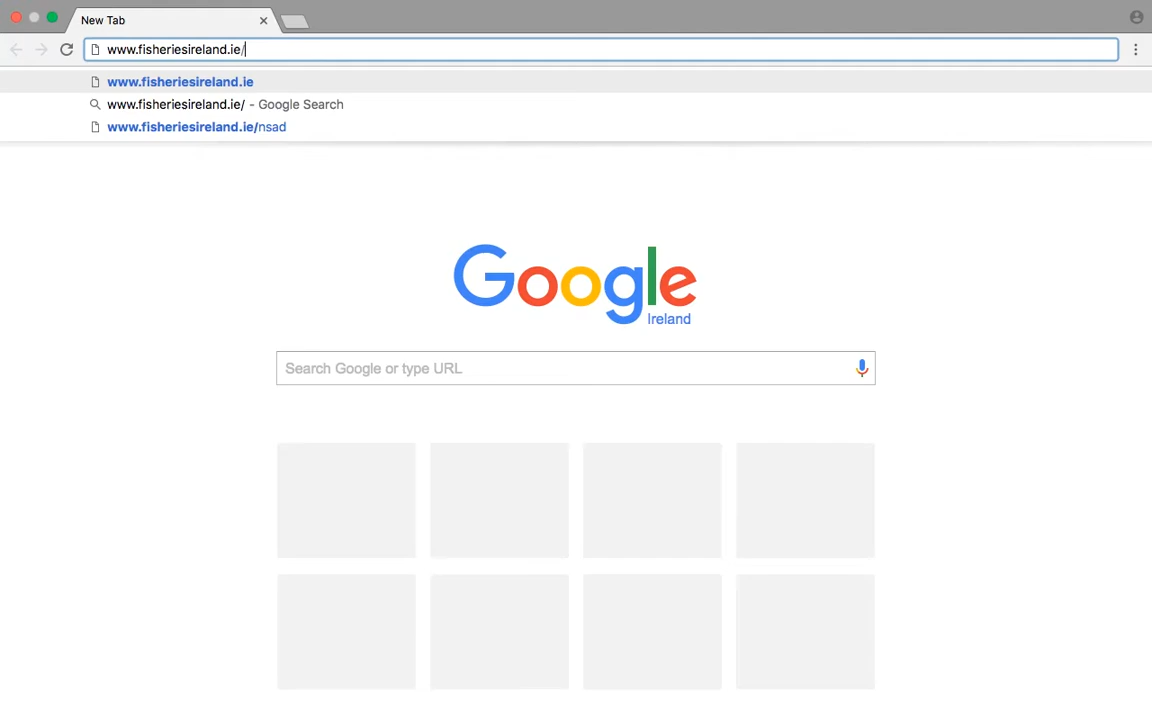 New Tab
www.fisheriesireland.ie/
www.fisheriesireland.ie
www.fisheriesireland.ie/ - Google Search
www.fisheriesireland.ie/nsad
Google
Ireland
Search Google or type URL